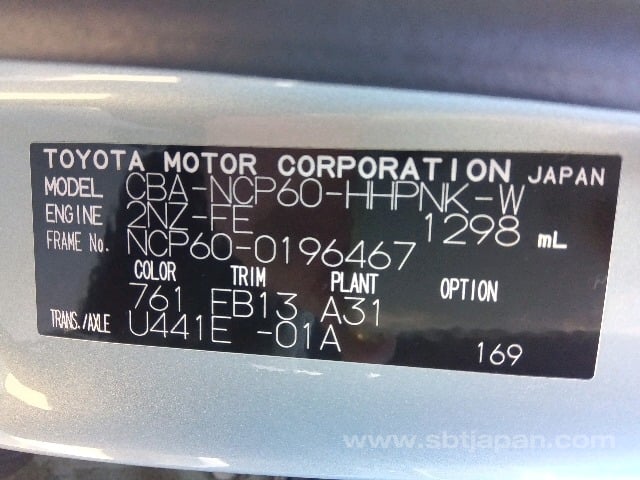 TOYOTA MOTOR CORPORATION JAPAN
MODEL CBA-NCP60-HHPNK-W
ENGINE 2NZ-FE 1298 mL
FRAME No. NCP60-0196467
COLOR TRIM PLANT OPTION
761 FB13 A31
TRANS./AXLE U441E -01A
169
www.sbtjapan.com